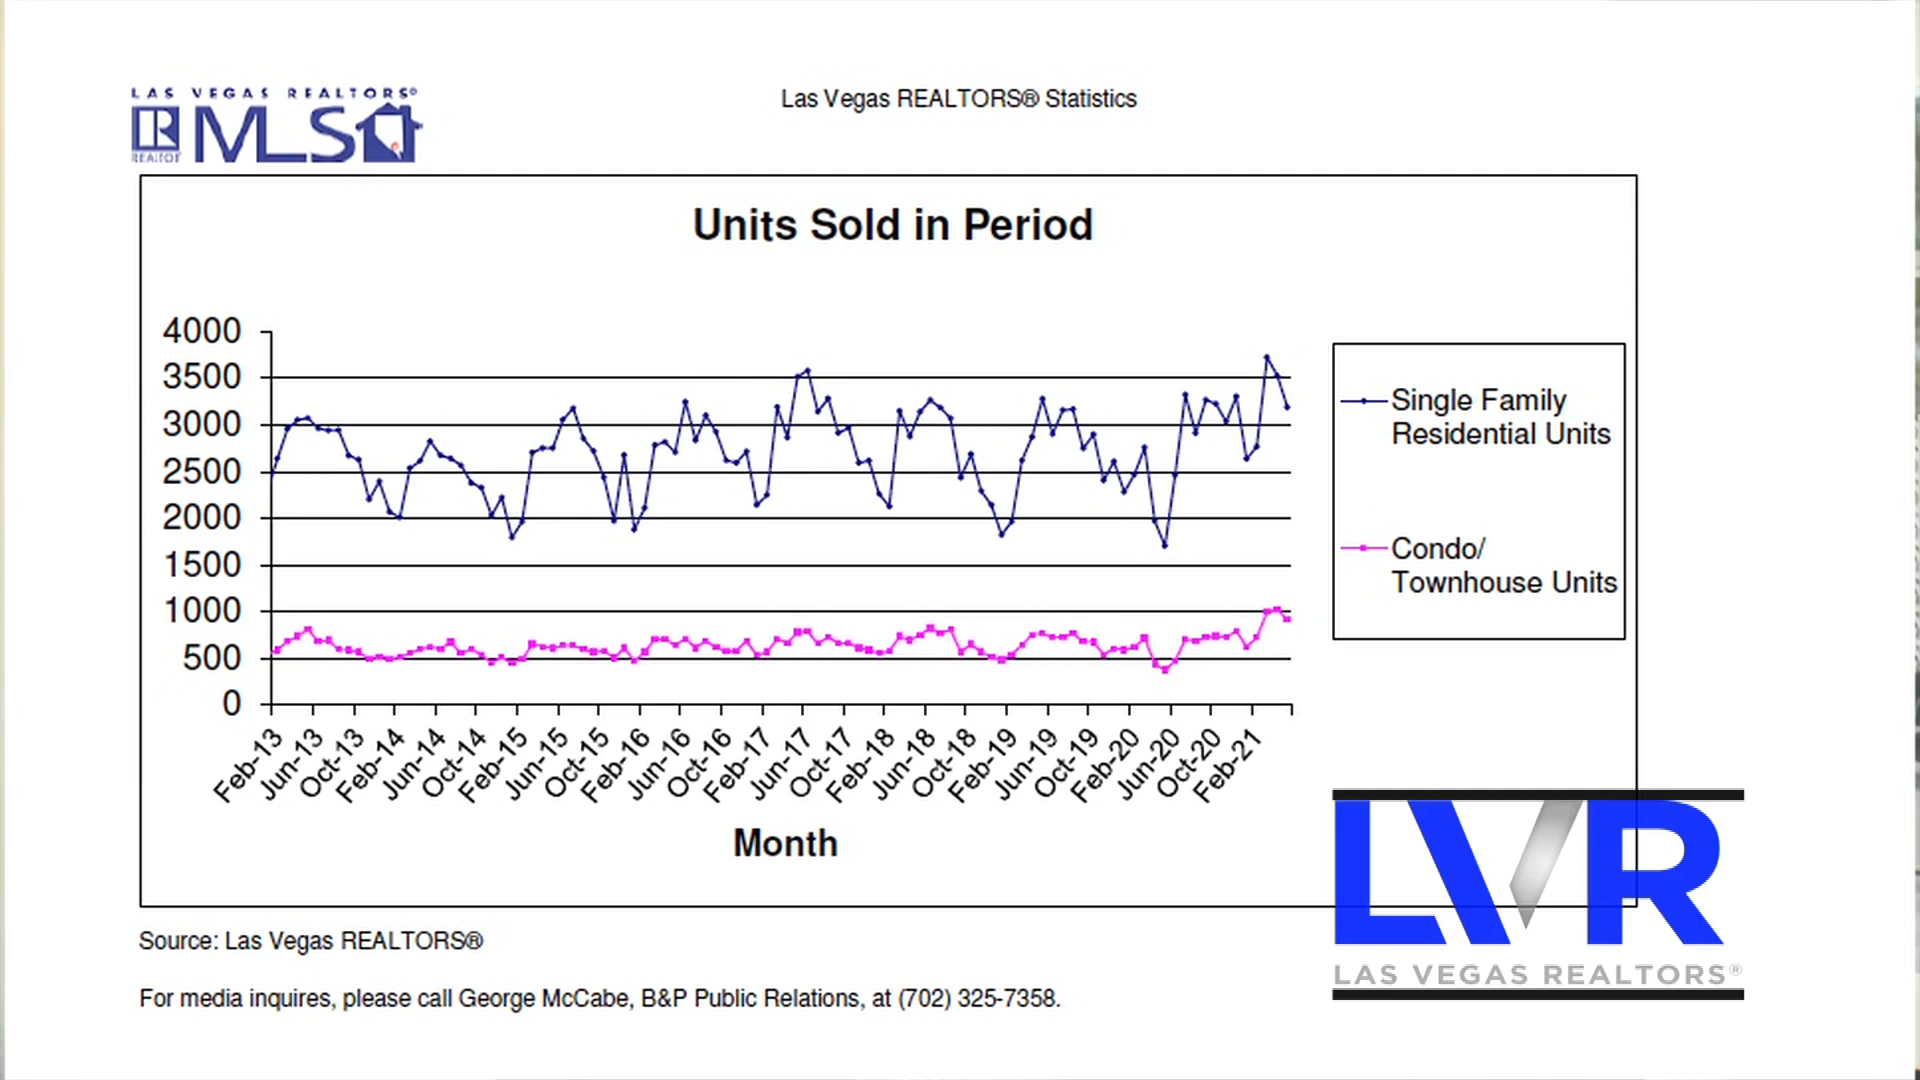 LAS VEGAS REALTORS®
MLS
REALTOR
Las Vegas REALTORS® Statistics
Units Sold in Period
4000
3500
3000
2500
2000
1500
1000
500
0
Feb-13
Jun-13
Oct-13
Feb-14
Jun-14
Oct-14
Feb-15
Jun-15
Oct-15
Feb-16
Jun-16
Oct-16
Feb-17
Jun-17
Oct-17
Feb-18
Jun-18
Oct-18
Feb-19
Jun-19
Oct-19
Feb-20
Jun-20
Oct-20
Feb-21
Month
Single Family
Residential Units
Condo/
Townhouse Units
LVR
LAS VEGAS REALTORS®
Source: Las Vegas REALTORS®
For media inquires, please call George McCabe, B&P Public Relations, at (702) 325-7358.